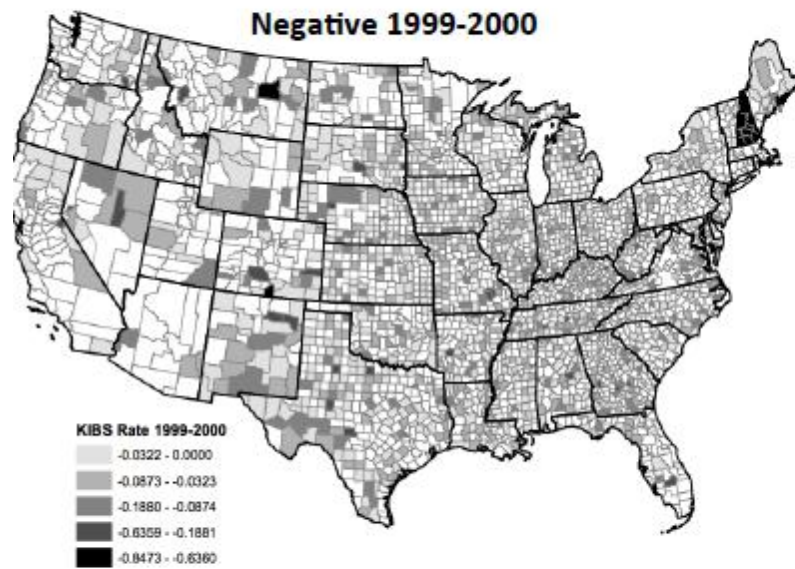 Negative 1999-2000
KIBS Rate 1999-2000
-0.0322 - 0.0000
-0.0873 - -0.0323
-0.1880 - -0.0874
-0.6359 - -0.1881
-0.8473 - -0.6360